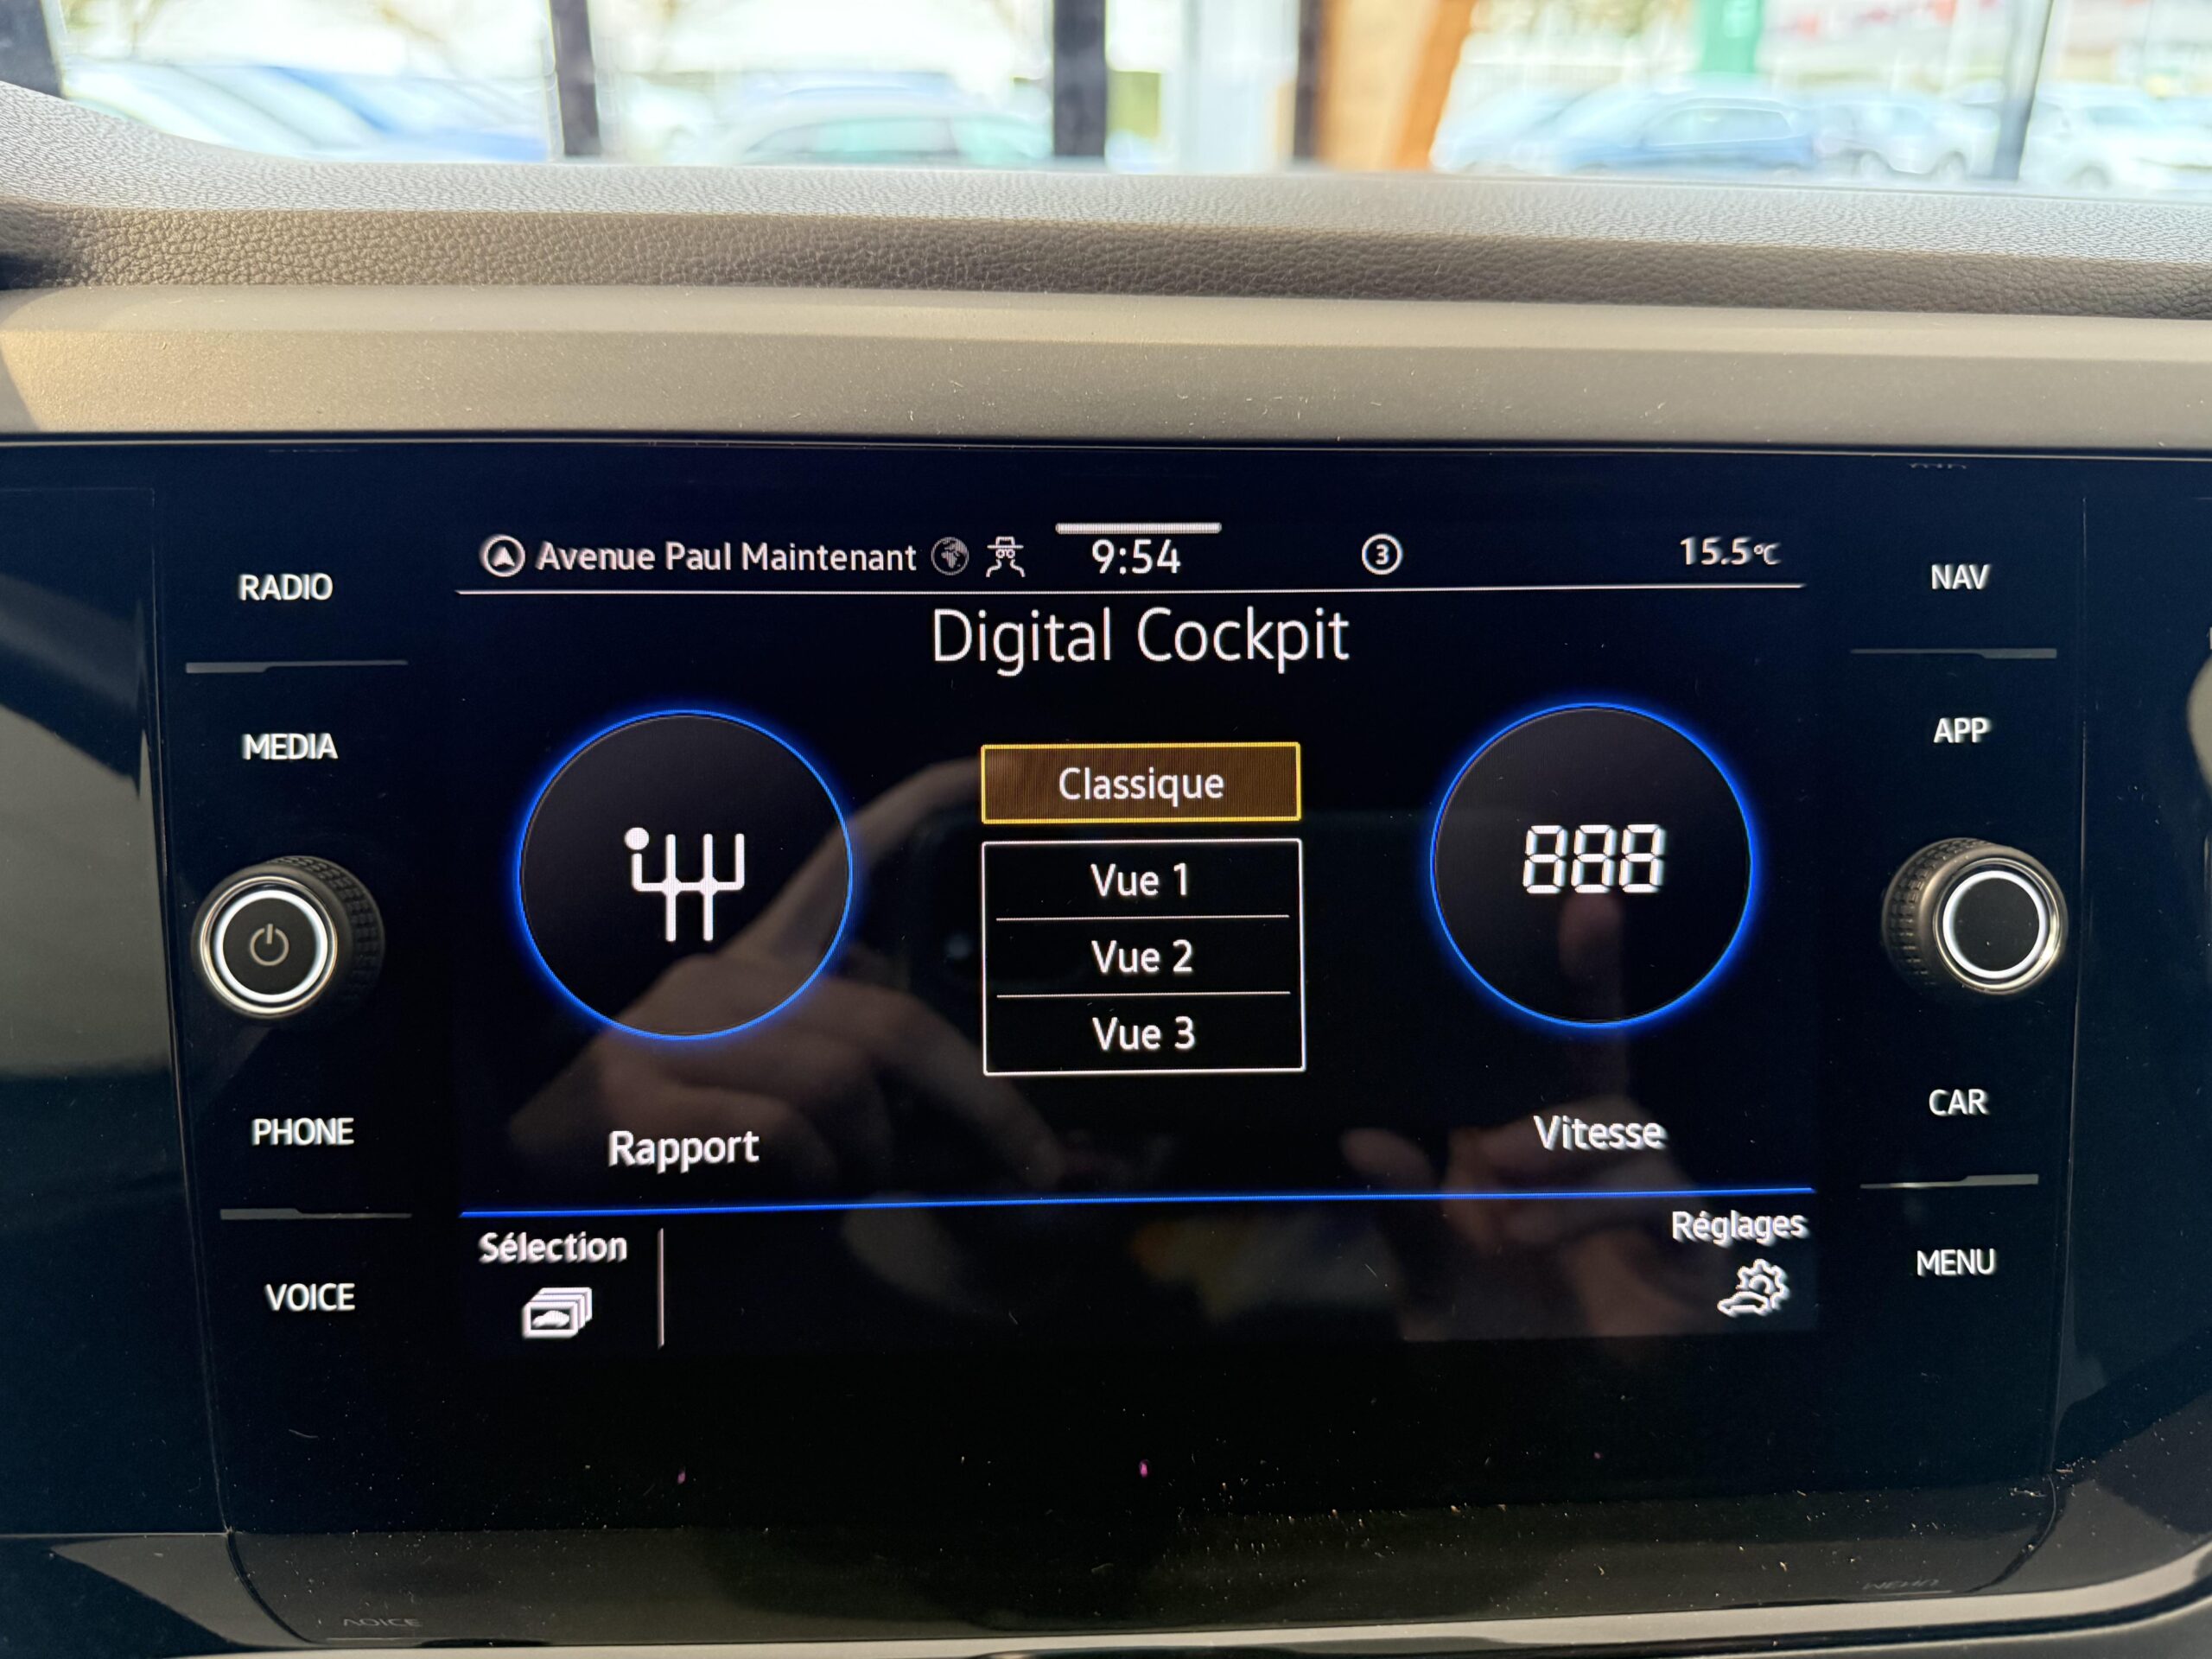 RADIO
MEDIA
PHONE
VOICE
Avenue Paul Maintenant
9:54
3
15.5°C
Digital Cockpit
Classique
Vue 1
Vue 2
Vue 3
888
Rapport
Vitesse
Sélection
Réglages
NAV
APP
CAR
MENU